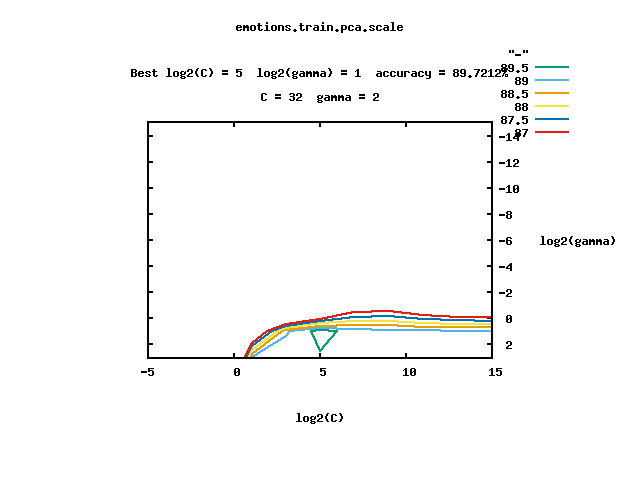 emotions.train.pca.scale
"-"
Best log2(C) = 5  log2(gamma) = 1  accuracy = 89.7212%
C = 32  gamma = 2
89.5
89
88.5
88
87.5
87
-14
-12
-10
-8
-6
log2(gamma)
-4
-2
0
2
-5 0 5 10 15
log2(C)